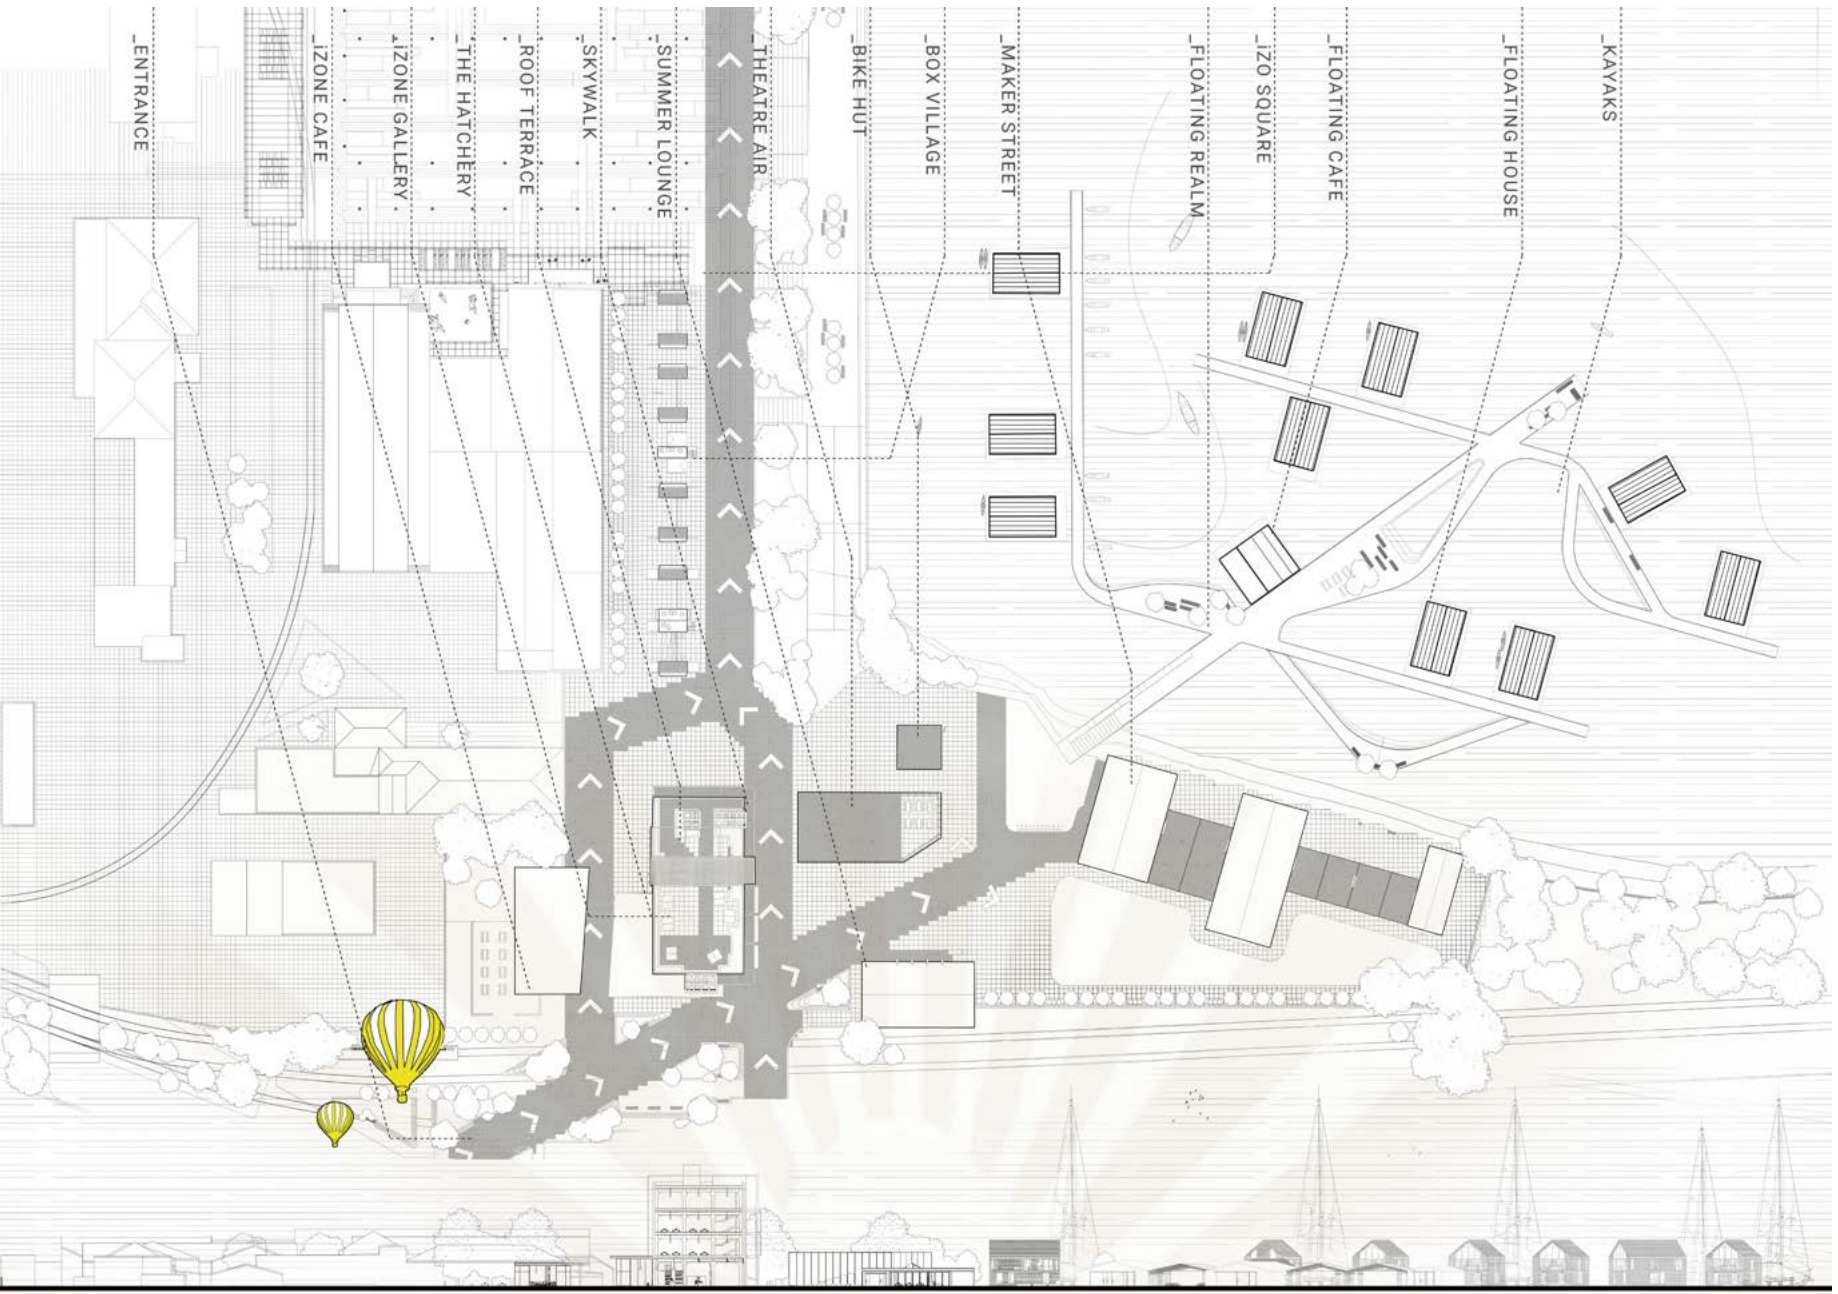 _ENTRANCE
_iZONE CAFE
_iZONE GALLERY
_THE HATCHERY
_ROOF TERRACE
_SKYWALK
_SUMMER LOUNGE
_THEATRE AIR
_BIKE HUT
_BOX VILLAGE
_MAKER STREET
_FLOATING REALM
_iZO SQUARE
_FLOATING CAFE
_FLOATING HOUSE
_KAYAKS